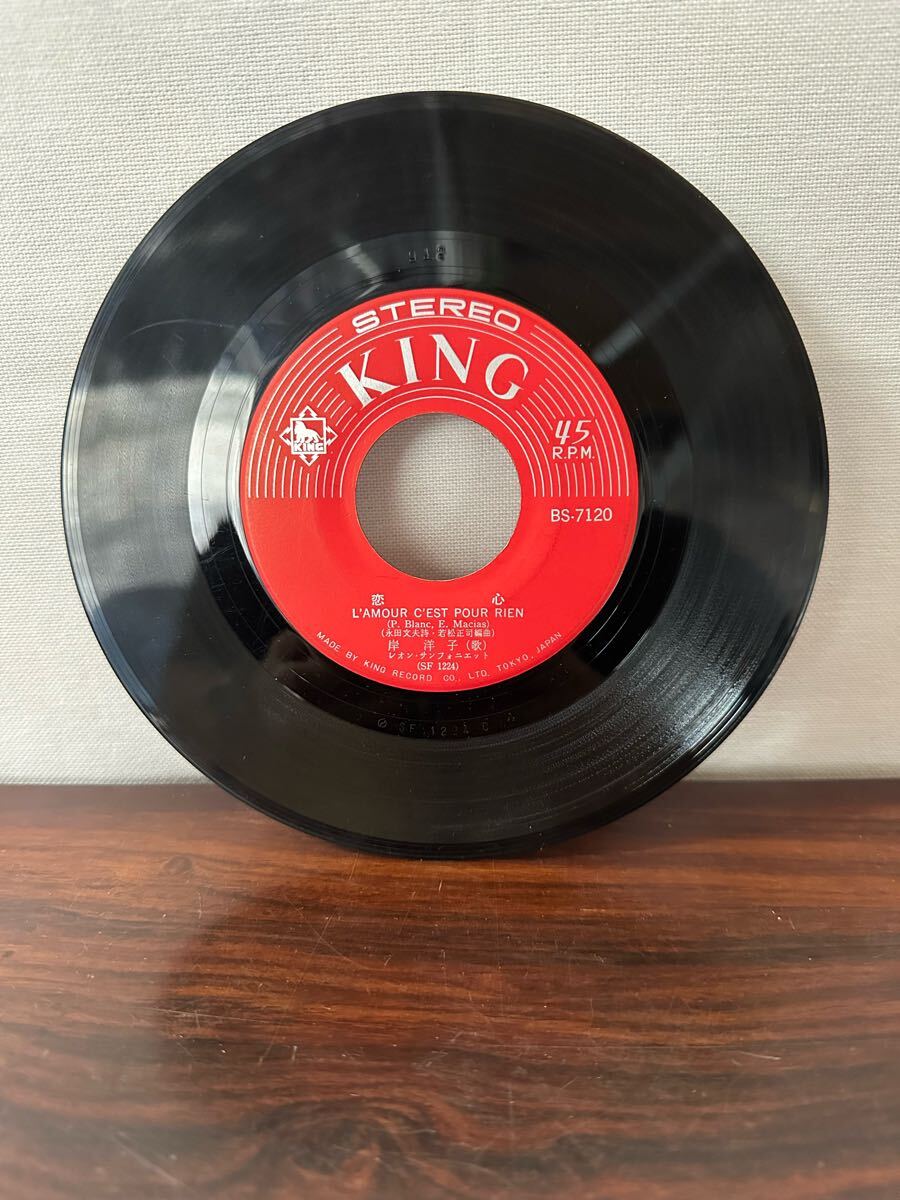 STEREO
KING
KING
45
R.P.M.
BS-7120
恋 心
L'AMOUR C'EST POUR RIEN
(P. Blanc, E. Macias)
(永田文夫詩・若松正司編曲)
岸 洋 子(歌)
レオン・サンフォニエット
(SF 1224)
MADE BY KING RECORD CO., LTD. TOKYO, JAPAN